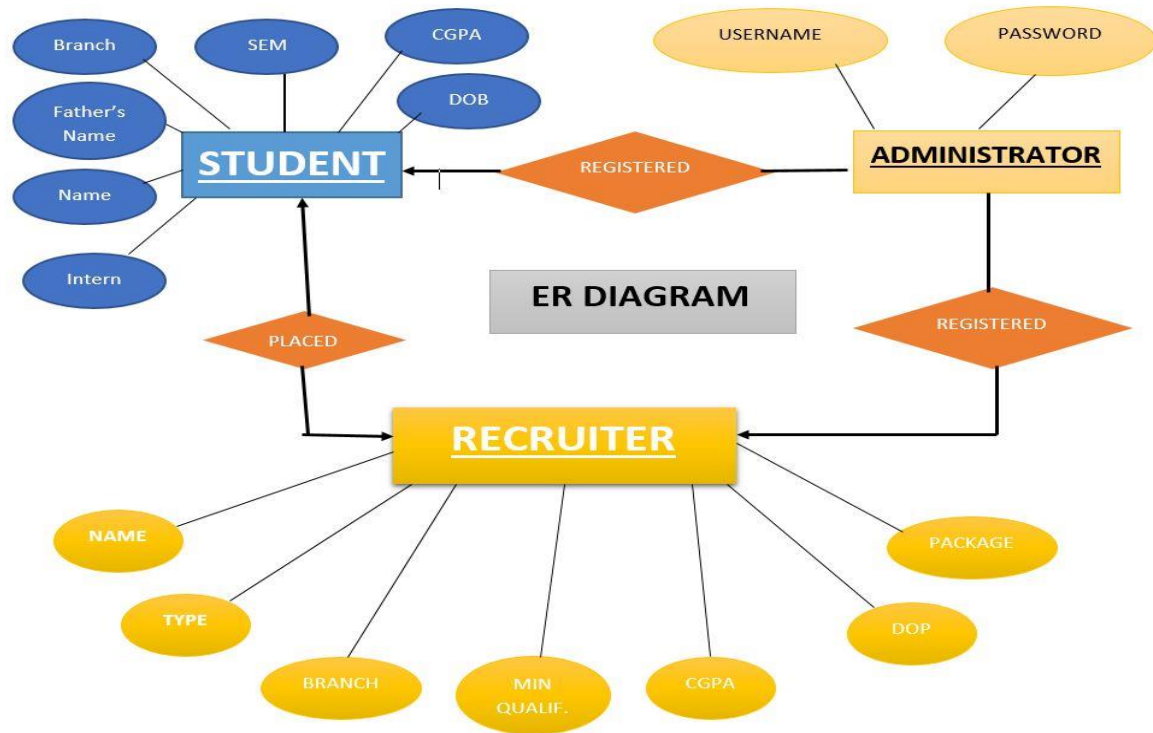 Branch
SEM
CGPA
USERNAME
PASSWORD
Father's
Name
DOB
STUDENT
REGISTERED
ADMINISTRATOR
Name
Intern
ER DIAGRAM
PLACED
REGISTERED
RECRUITER
NAME
PACKAGE
TYPE
DOP
BRANCH
MIN
QUALIF.
CGPA